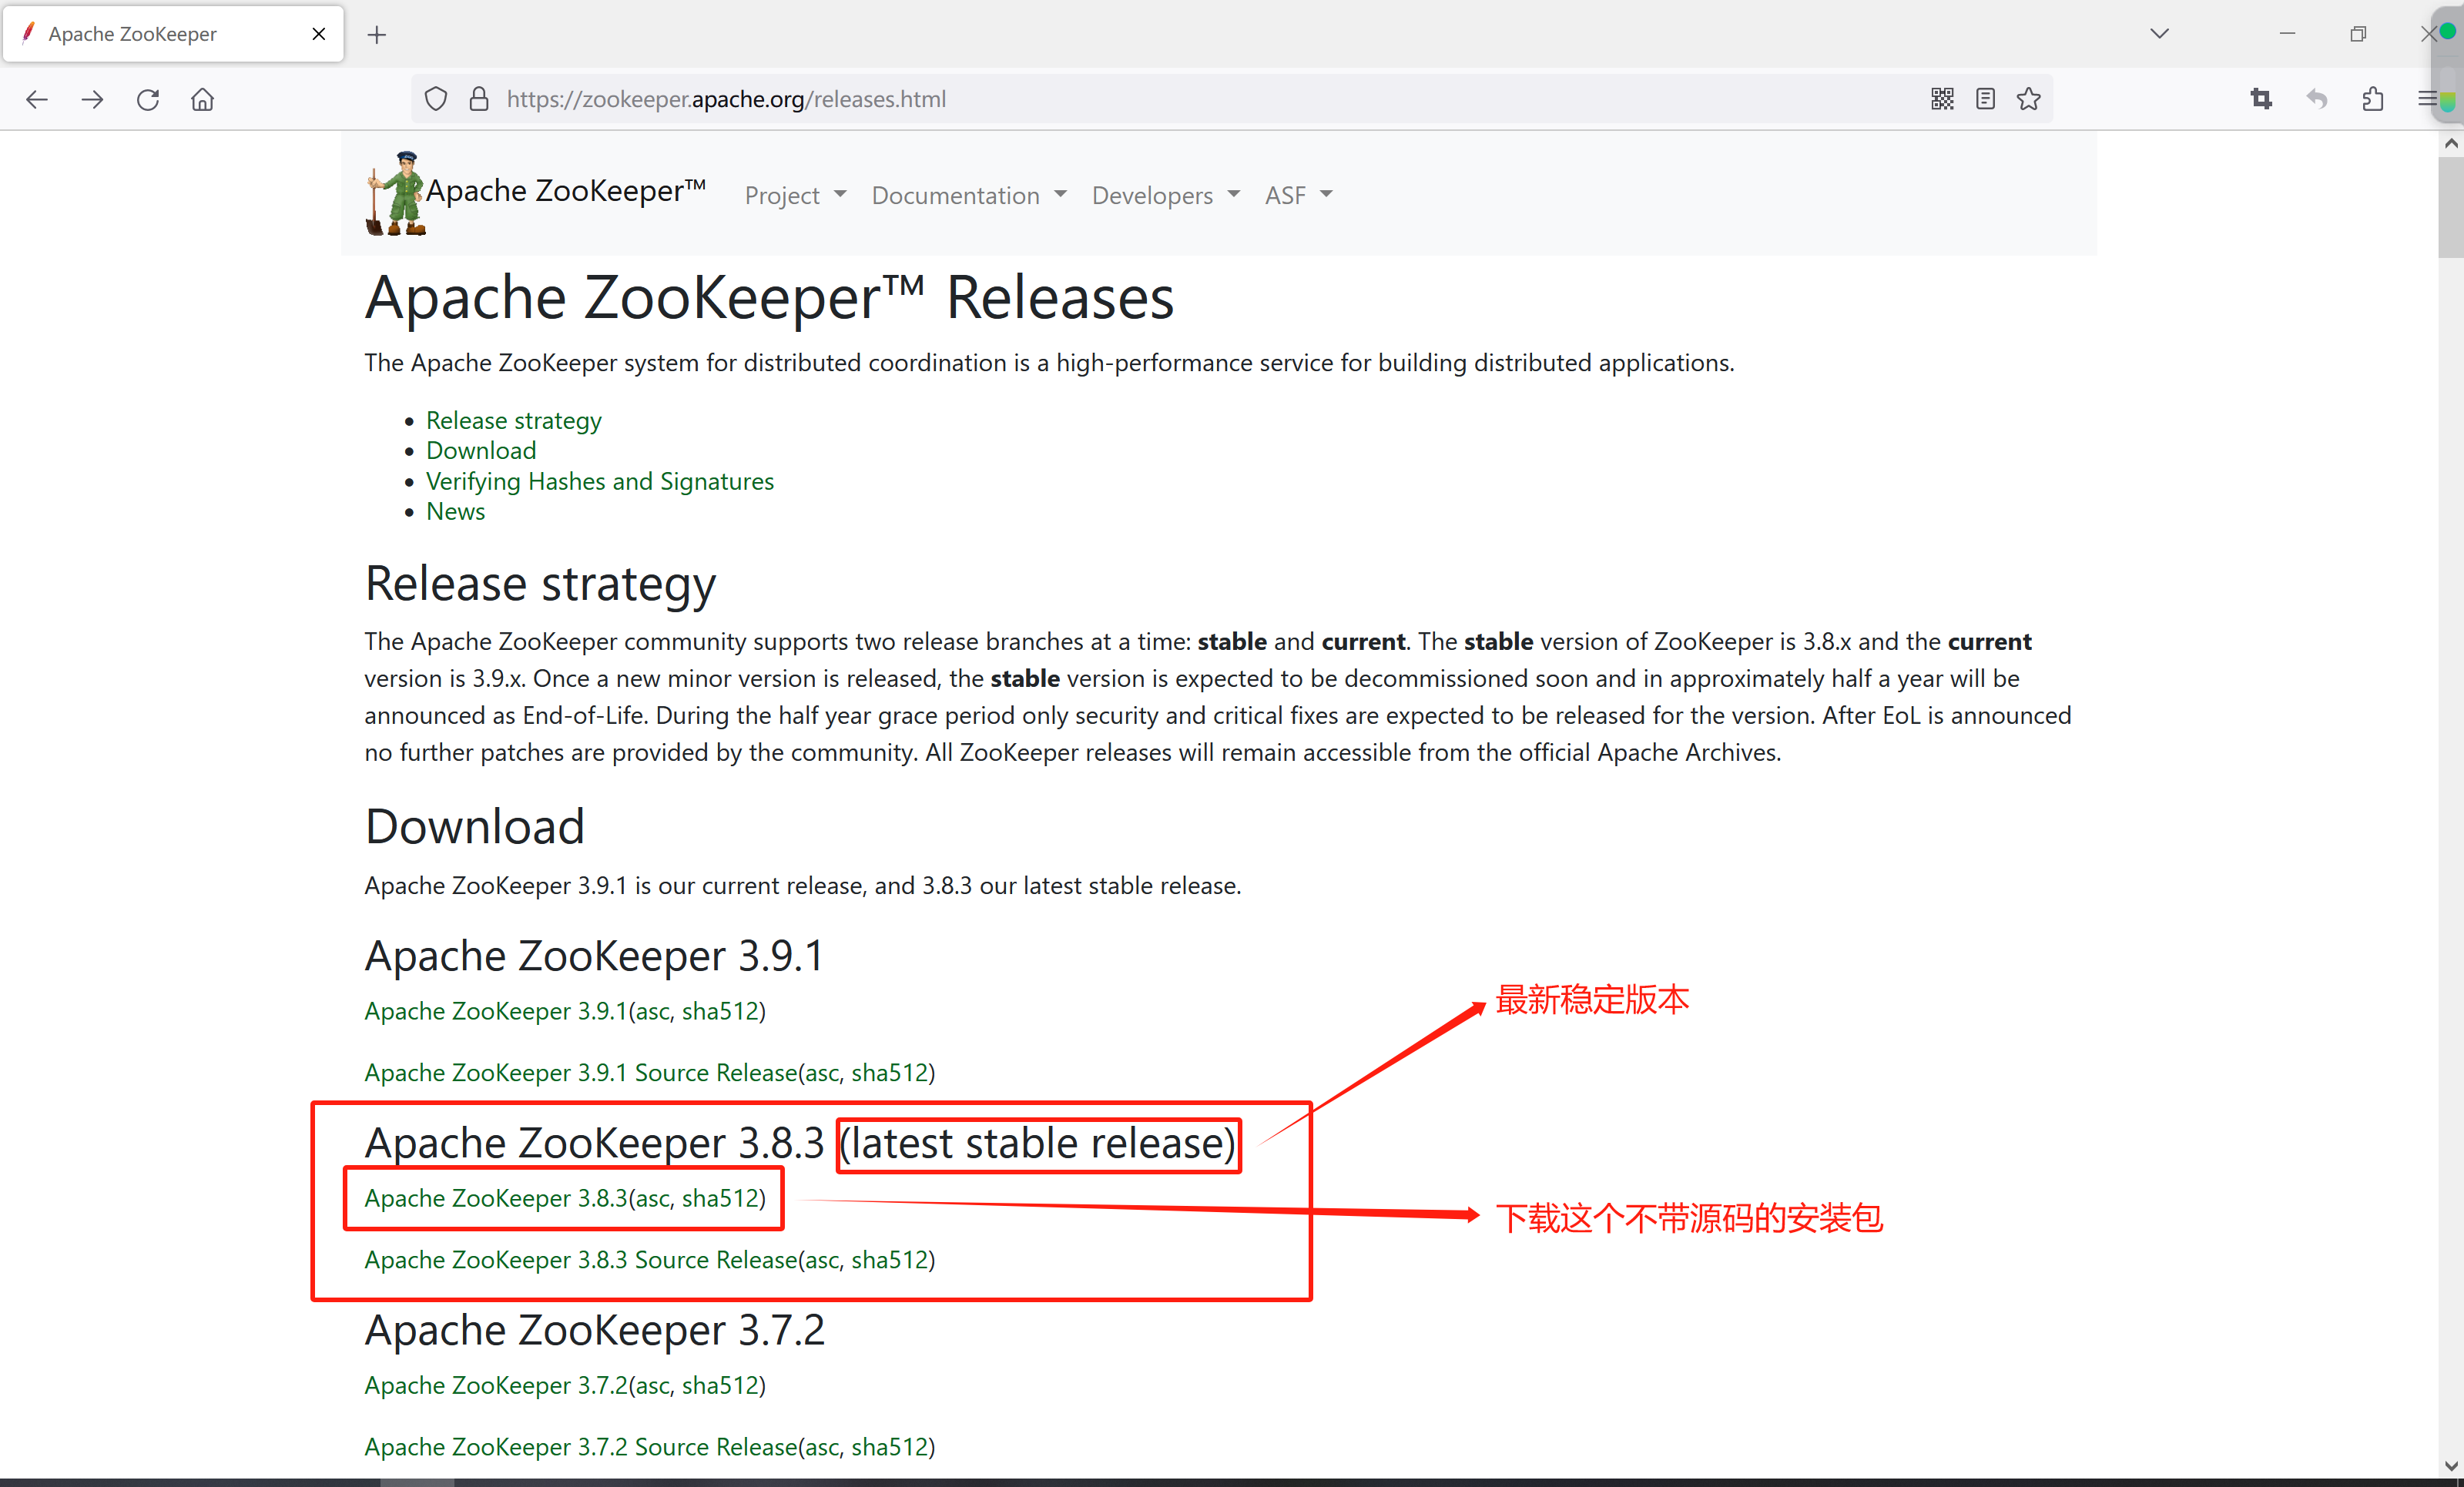 Apache ZooKeeper
https://zookeeper.apache.org/releases.html
Apache ZooKeeper™ Project Documentation Developers ASF
Apache ZooKeeper™ Releases
The Apache ZooKeeper system for distributed coordination is a high-performance service for building distributed applications.
Release strategy
Download
Verifying Hashes and Signatures
News
Release strategy
The Apache ZooKeeper community supports two release branches at a time: stable and current. The stable version of ZooKeeper is 3.8.x and the current
version is 3.9.x. Once a new minor version is released, the stable version is expected to be decommissioned soon and in approximately half a year will be
announced as End-of-Life. During the half year grace period only security and critical fixes are expected to be released for the version. After EoL is announced
no further patches are provided by the community. All ZooKeeper releases will remain accessible from the official Apache Archives.
Download
Apache ZooKeeper 3.9.1 is our current release, and 3.8.3 our latest stable release.
Apache ZooKeeper 3.9.1
Apache ZooKeeper 3.9.1(asc, sha512)
最新稳定版本
Apache ZooKeeper 3.9.1 Source Release(asc, sha512)
Apache ZooKeeper 3.8.3 (latest stable release)
Apache ZooKeeper 3.8.3(asc, sha512)
下载这个不带源码的安装包
Apache ZooKeeper 3.8.3 Source Release(asc, sha512)
Apache ZooKeeper 3.7.2
Apache ZooKeeper 3.7.2(asc, sha512)
Apache ZooKeeper 3.7.2 Source Release(asc, sha512)